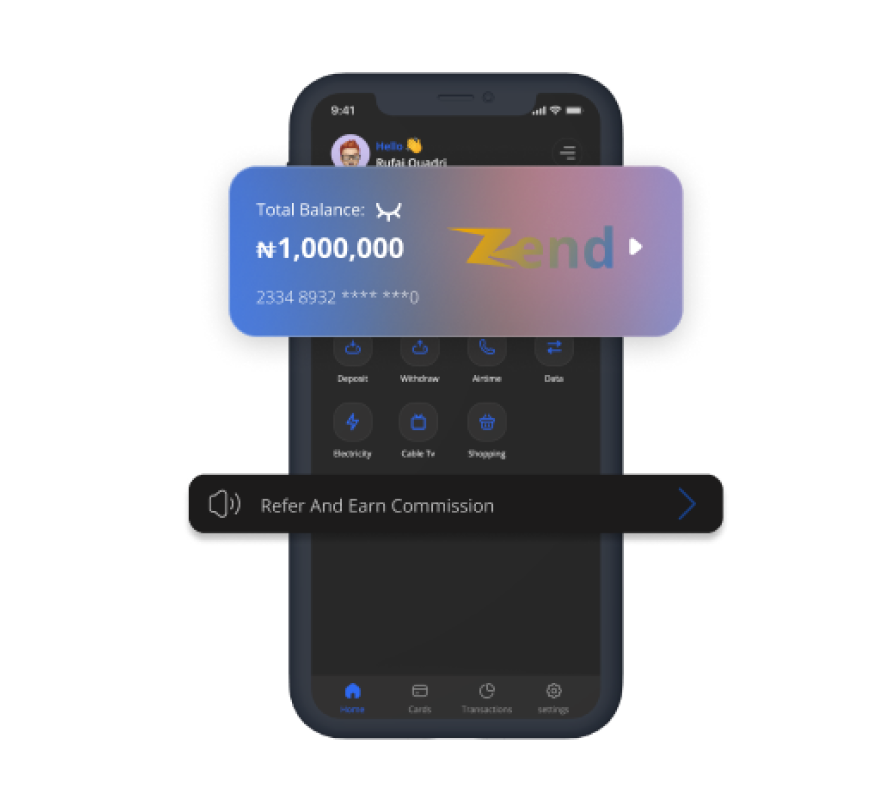 9:41
Hello 👋
Rufai Quadri
Total Balance:
₦1,000,000
Zend
2334 8932 **** ***0
Deposit Withdraw Airtime Data
Electricity Cable Tv Shopping
Refer And Earn Commission
Home Cards Transactions settings